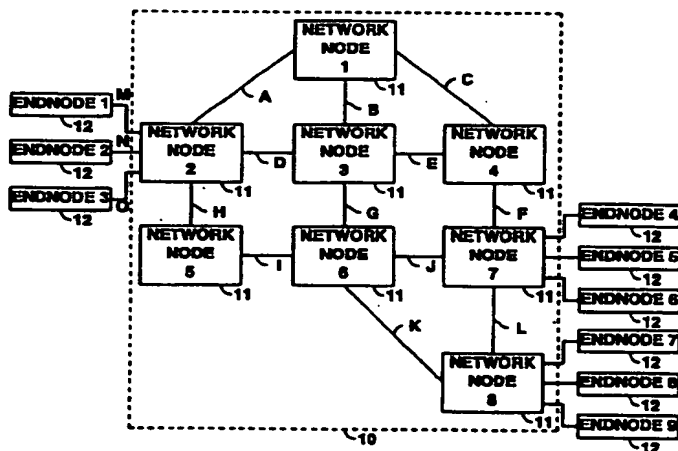 NETWORK
NODE
1
11
A
B
C
M
ENDNODE 1
12
N
ENDNODE 2
12
O
ENDNODE 3
12
NETWORK
NODE
2
11
D
NETWORK
NODE
3
11
E
NETWORK
NODE
4
11
H
G
F
NETWORK
NODE
5
11
I
NETWORK
NODE
6
11
J
NETWORK
NODE
7
11
ENDNODE 4
12
ENDNODE 5
12
ENDNODE 6
12
K
L
NETWORK
NODE
8
11
ENDNODE 7
12
ENDNODE 8
12
ENDNODE 9
12
10